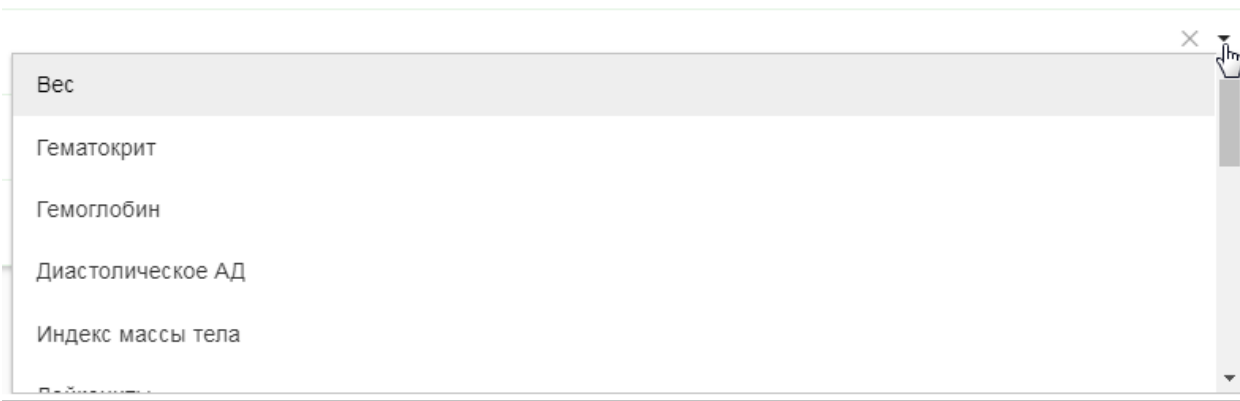 Вес
Гематокрит
Гемоглобин
Диастолическое АД
Индекс массы тела